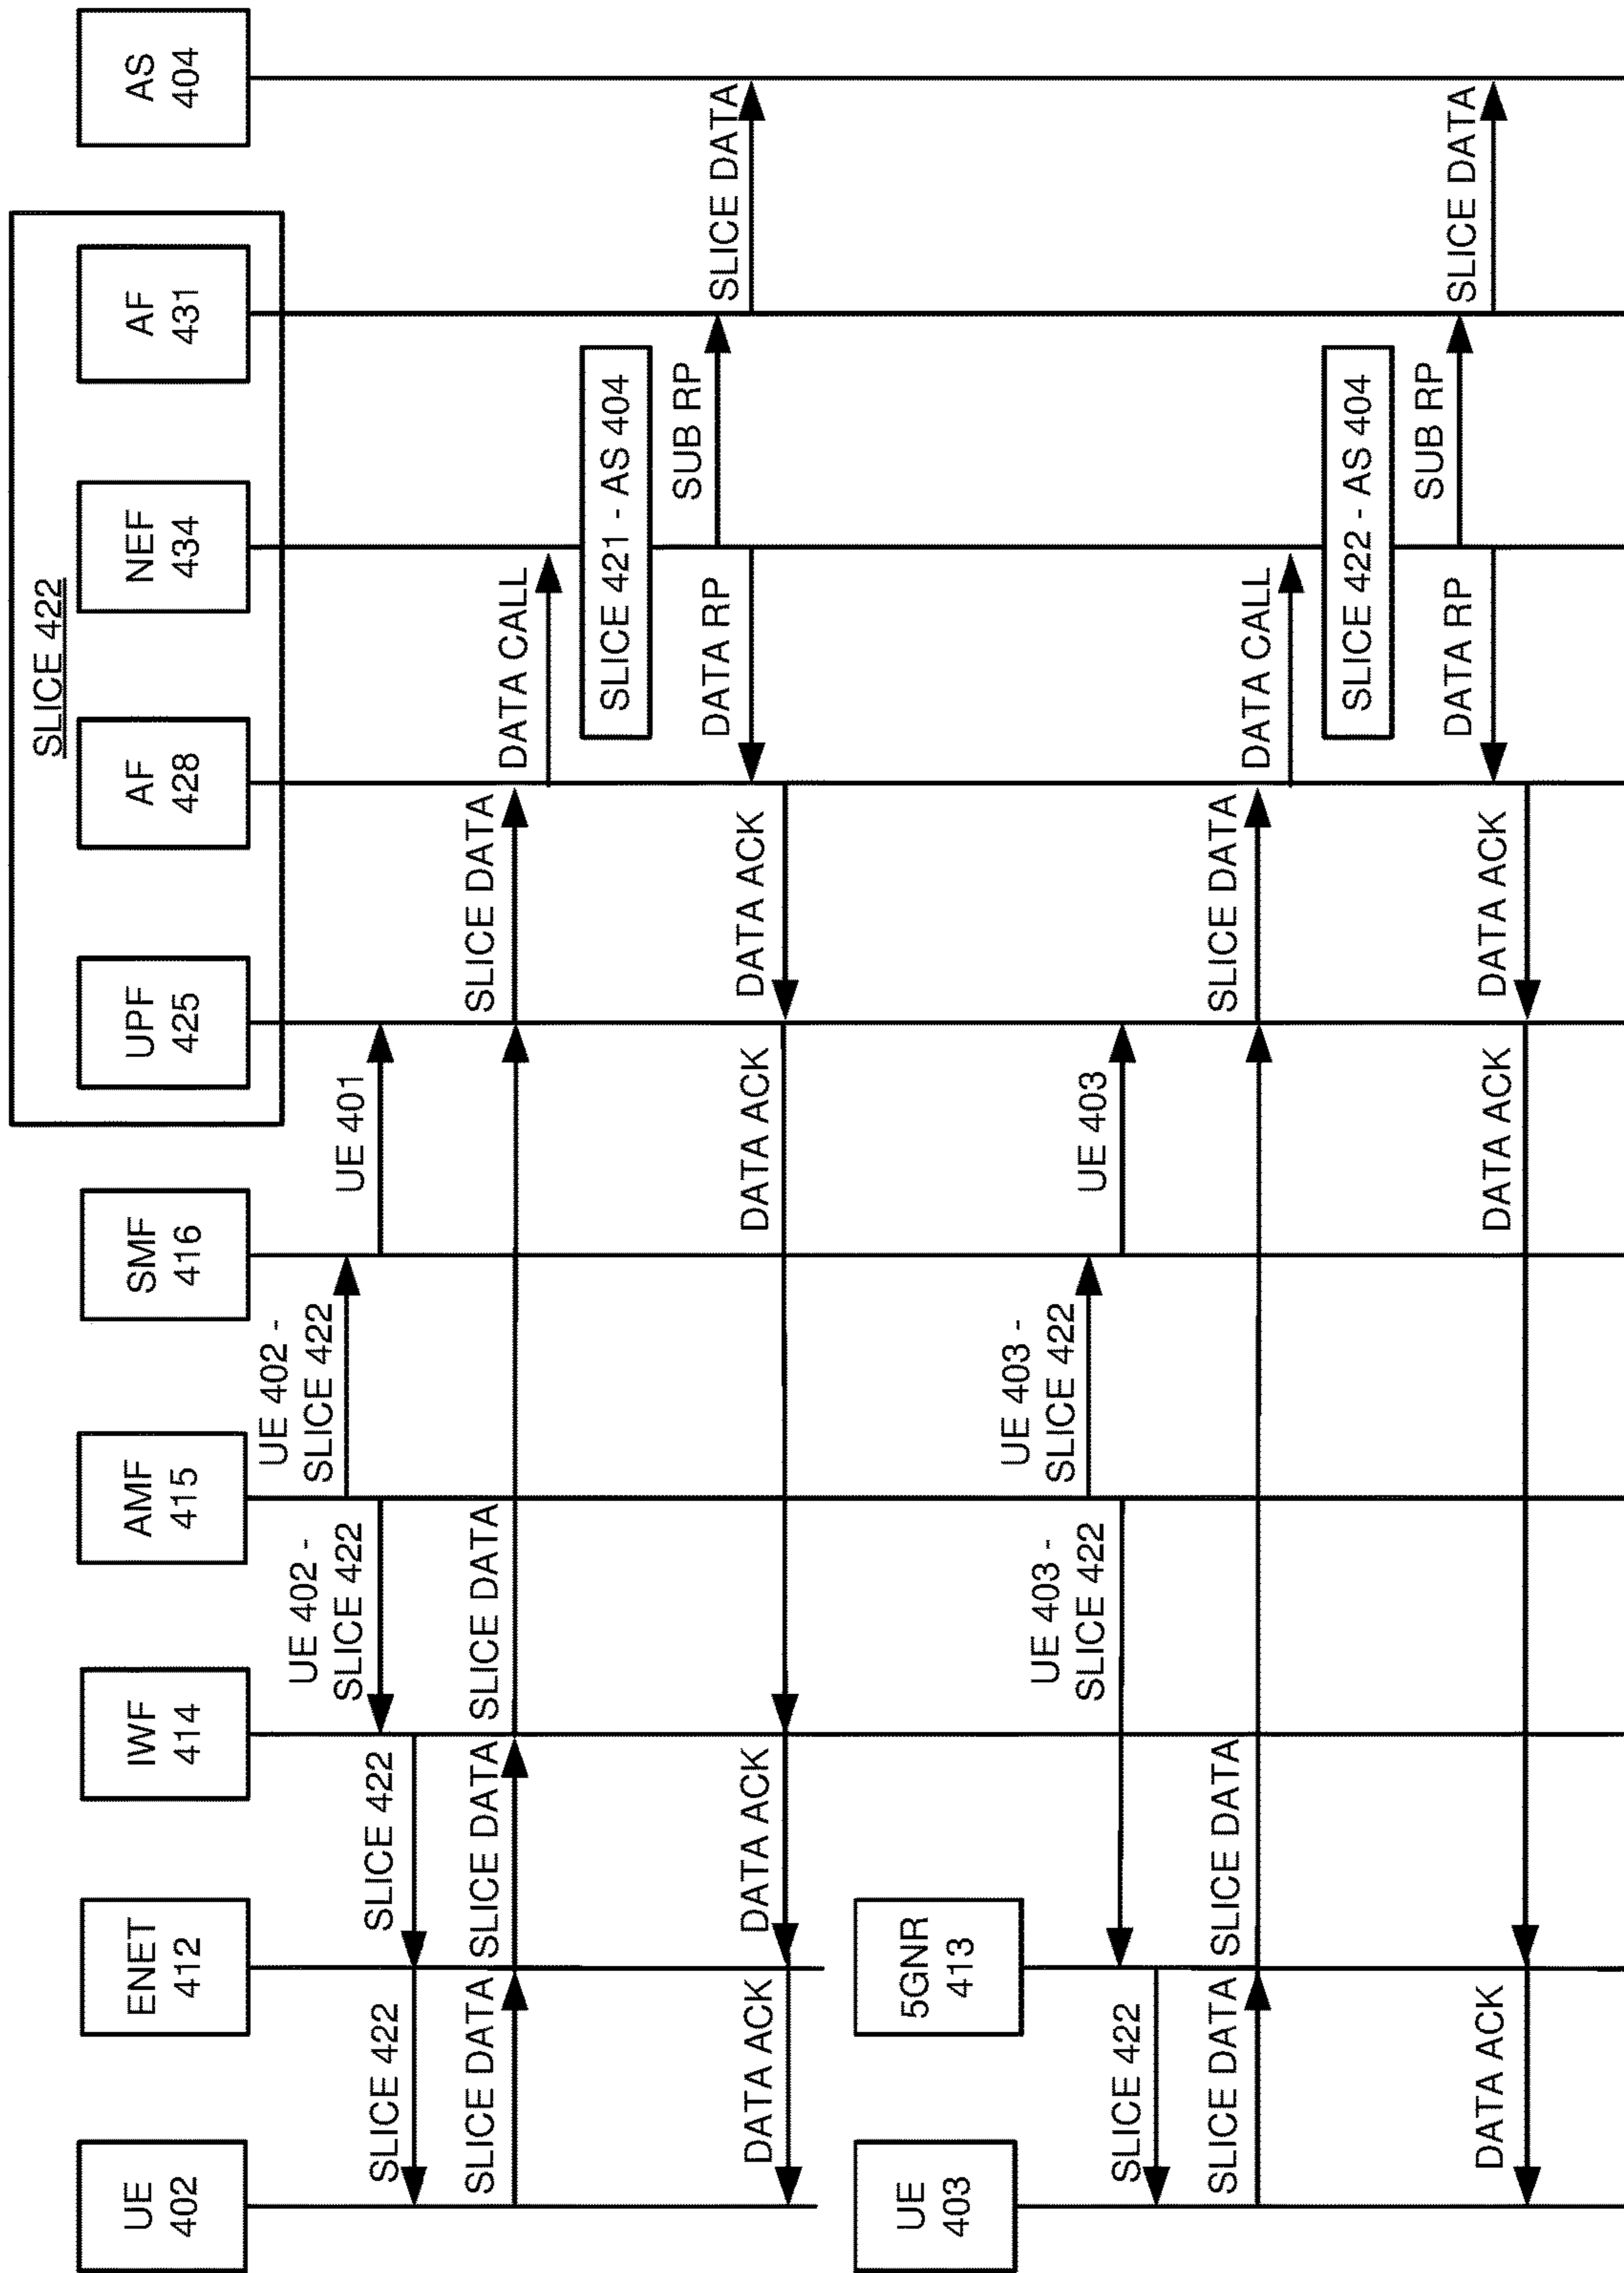 SLICE 422
UE
402
ENET
412
IWF
414
AMF
415
SMF
416
UPF
425
AF
428
NEF
434
AF
431
AS
404
UE 402 -
SLICE 422
UE 402 -
SLICE 422
UE 401
SLICE 422
SLICE 422
SLICE DATA
SLICE DATA
SLICE DATA
SLICE DATA
DATA CALL
SLICE 421 - AS 404
SUB RP
DATA RP
SLICE DATA
DATA ACK
DATA ACK
DATA ACK
DATA ACK
UE
403
5GNR
413
UE 403 -
SLICE 422
UE 403 -
SLICE 422
UE 403
SLICE 422
SLICE DATA
SLICE DATA
SLICE DATA
DATA CALL
SLICE 422 - AS 404
SUB RP
DATA RP
SLICE DATA
DATA ACK
DATA ACK
DATA ACK